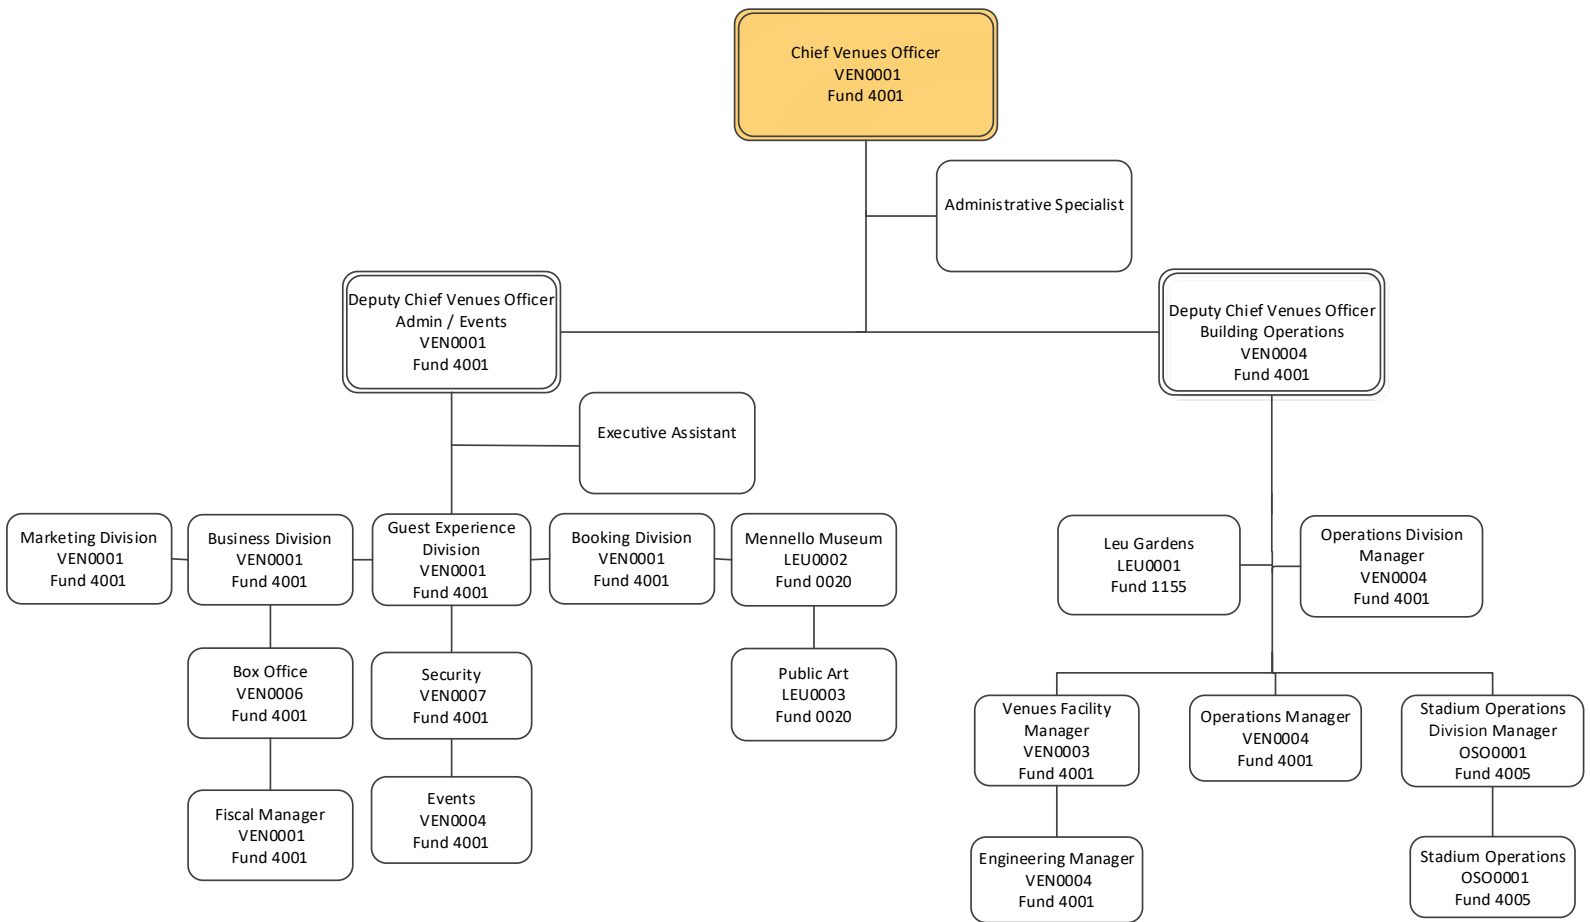 Chief Venues Officer
VEN0001
Fund 4001
Administrative Specialist
Deputy Chief Venues Officer
Admin / Events
VEN0001
Fund 4001
Deputy Chief Venues Officer
Building Operations
VEN0004
Fund 4001
Executive Assistant
Marketing Division
VEN0001
Fund 4001
Business Division
VEN0001
Fund 4001
Guest Experience
Division
VEN0001
Fund 4001
Booking Division
VEN0001
Fund 4001
Mennello Museum
LEU0002
Fund 0020
Leu Gardens
LEU0001
Fund 1155
Operations Division
Manager
VEN0004
Fund 4001
Box Office
VEN0006
Fund 4001
Security
VEN0007
Fund 4001
Public Art
LEU0003
Fund 0020
Venues Facility
Manager
VEN0003
Fund 4001
Operations Manager
VEN0004
Fund 4001
Stadium Operations
Division Manager
OSO0001
Fund 4005
Fiscal Manager
VEN0001
Fund 4001
Events
VEN0004
Fund 4001
Engineering Manager
VEN0004
Fund 4001
Stadium Operations
OSO0001
Fund 4005